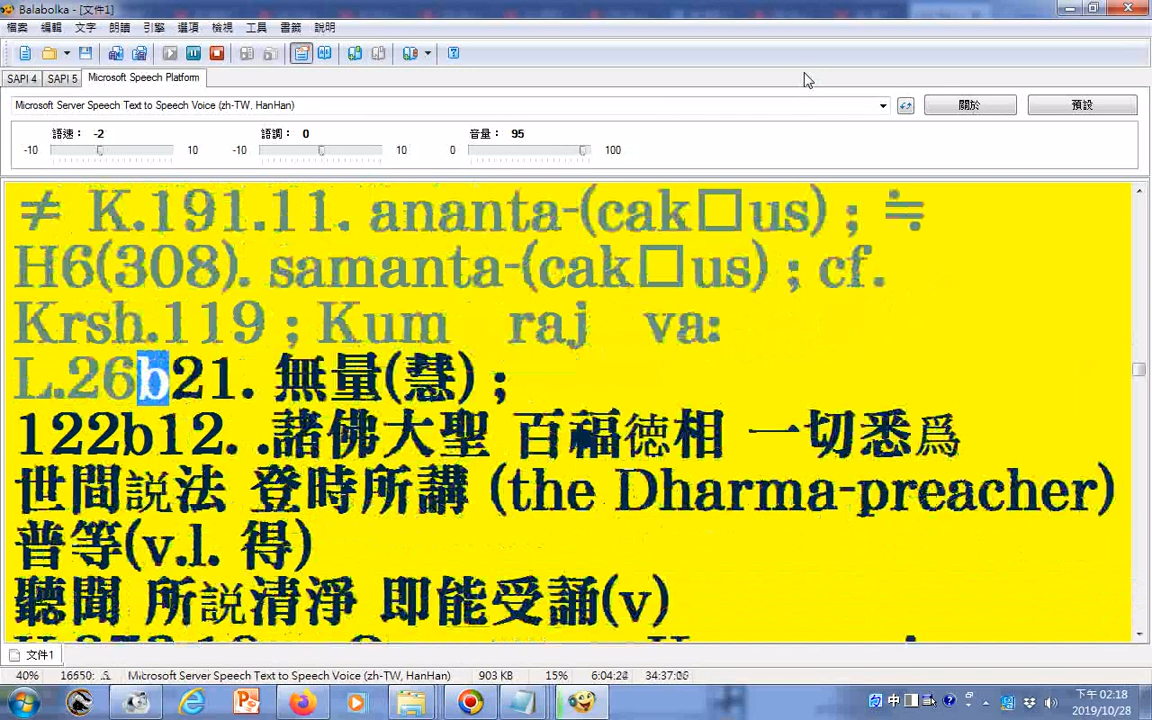 Balabolka - [文件1]
檔案 編輯 文字 朗讀 引擎 選項 檢視 工具 書籤 說明
SAPI 4 SAPI 5 Microsoft Speech Platform
Microsoft Server Speech Text to Speech Voice (zh-TW, HanHan) 關於 預設
語速： -2 語調： 0 音量： 95
-10 10 -10 10 0 100
≠ K.191.11. ananta-(cak□us) ; ≒
H6(308). samanta-(cak□us) ; cf.
Krsh.119 ; Kum raj va:
L.26b21. 無量(慧) ;
122b12. .諸佛大聖 百福徳相 一切悉爲
世間説法 登時所講 (the Dharma-preacher)
普等(v.l. 得)
聽聞 所説清淨 即能受誦(v)
文件1
40% 16550: Microsoft Server Speech Text to Speech Voice (zh-TW, HanHan) 903 KB 15% 6:04:24 34:37:06
中 下午 02:18
2019/10/28